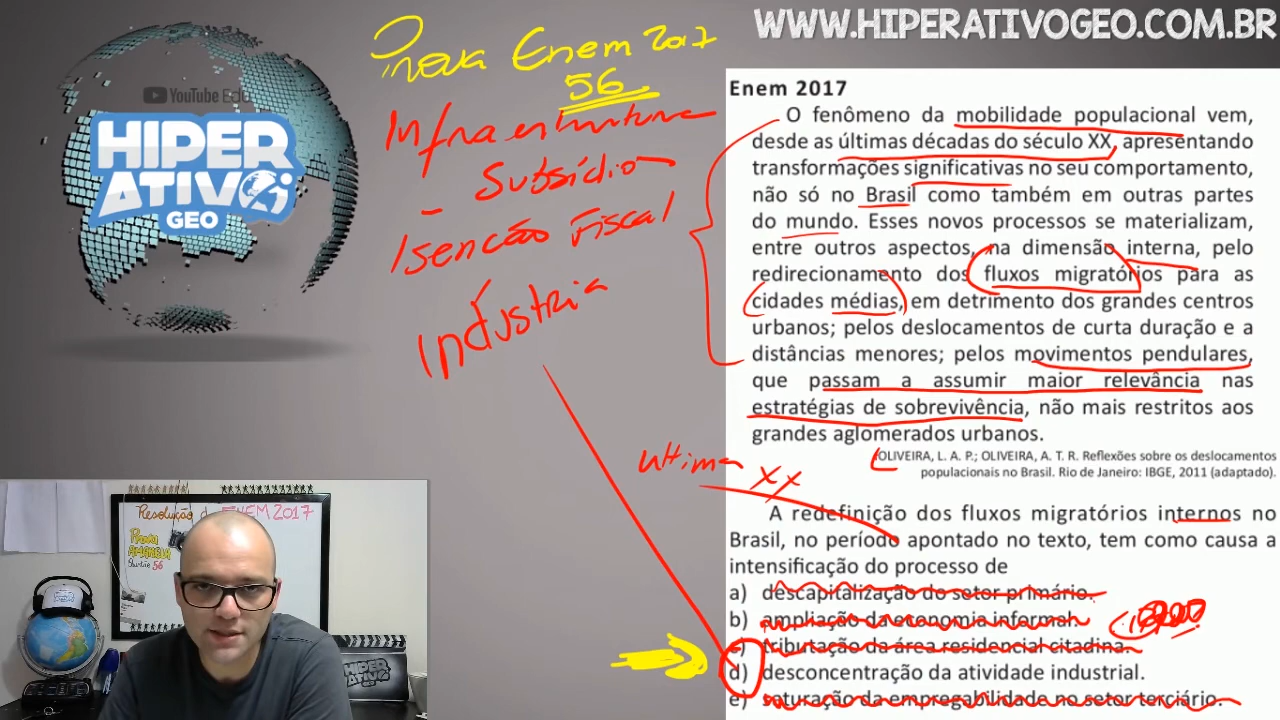 WWW.HIPERATIVOGEO.COM.BR
YouTube Edu
HIPER
ATIVO
GEO
Prova Enem 2017
56
Infraestrutura
- Subsídio
- Isenção Fiscal
Indústria
Enem 2017
O fenômeno da mobilidade populacional vem,
desde as últimas décadas do século XX, apresentando
transformações significativas no seu comportamento,
não só no Brasil como também em outras partes
do mundo. Esses novos processos se materializam,
entre outros aspectos, na dimensão interna, pelo
redirecionamento dos fluxos migratórios para as
cidades médias, em detrimento dos grandes centros
urbanos; pelos deslocamentos de curta duração e a
distâncias menores; pelos movimentos pendulares,
que passam a assumir maior relevância nas
estratégias de sobrevivência, não mais restritos aos
grandes aglomerados urbanos.
OLIVEIRA, L. A. P.; OLIVEIRA, A. T. R. Reflexões sobre os deslocamentos
populacionais no Brasil. Rio de Janeiro: IBGE, 2011 (adaptado).
ultima XX
A redefinição dos fluxos migratórios internos no
Brasil, no período apontado no texto, tem como causa a
intensificação do processo de
a) descapitalização do setor primário.
b) ampliação da economia informal.
c) tributação da área residencial citadina.
d) desconcentração da atividade industrial.
e) saturação da empregabilidade no setor terciário.
Resolução do ENEM 2017
Prova
AMARELA
Questão 56
HIPER
ATIVO
GEO